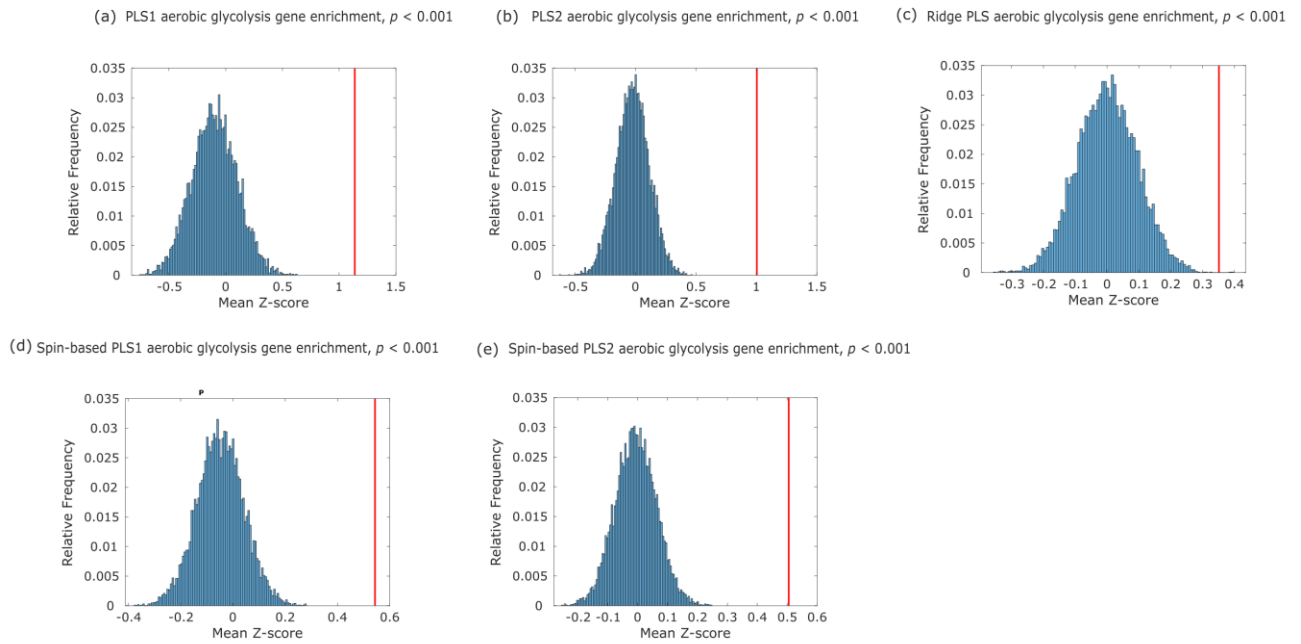 (a) PLS1 aerobic glycolysis gene enrichment, p < 0.001
0.035
0.03
0.025
0.02
0.015
0.01
0.005
0
Relative Frequency
-0.5 0 0.5 1 1.5
Mean Z-score
(b) PLS2 aerobic glycolysis gene enrichment, p < 0.001
0.035
0.03
0.025
0.02
0.015
0.01
0.005
0
Relative Frequency
-0.5 0 0.5 1 1.5
Mean Z-score
(c) Ridge PLS aerobic glycolysis gene enrichment, p < 0.001
0.035
0.03
0.025
0.02
0.015
0.01
0.005
0
Relative Frequency
-0.3 -0.2 -0.1 0 0.1 0.2 0.3 0.4
Mean Z-score
(d) Spin-based PLS1 aerobic glycolysis gene enrichment, p < 0.001
P
0.035
0.03
0.025
0.02
0.015
0.01
0.005
0
Relative Frequency
-0.4 -0.2 0 0.2 0.4 0.6
Mean Z-score
(e) Spin-based PLS2 aerobic glycolysis gene enrichment, p < 0.001
0.035
0.03
0.025
0.02
0.015
0.01
0.005
0
Relative Frequency
-0.2 -0.1 0 0.1 0.2 0.3 0.4 0.5 0.6
Mean Z-score